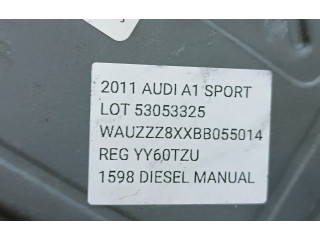 2011 AUDI A1 SPORT
LOT 53053325
WAUZZZ8XXBB055014
REG YY60TZU
1598 DIESEL MANUAL